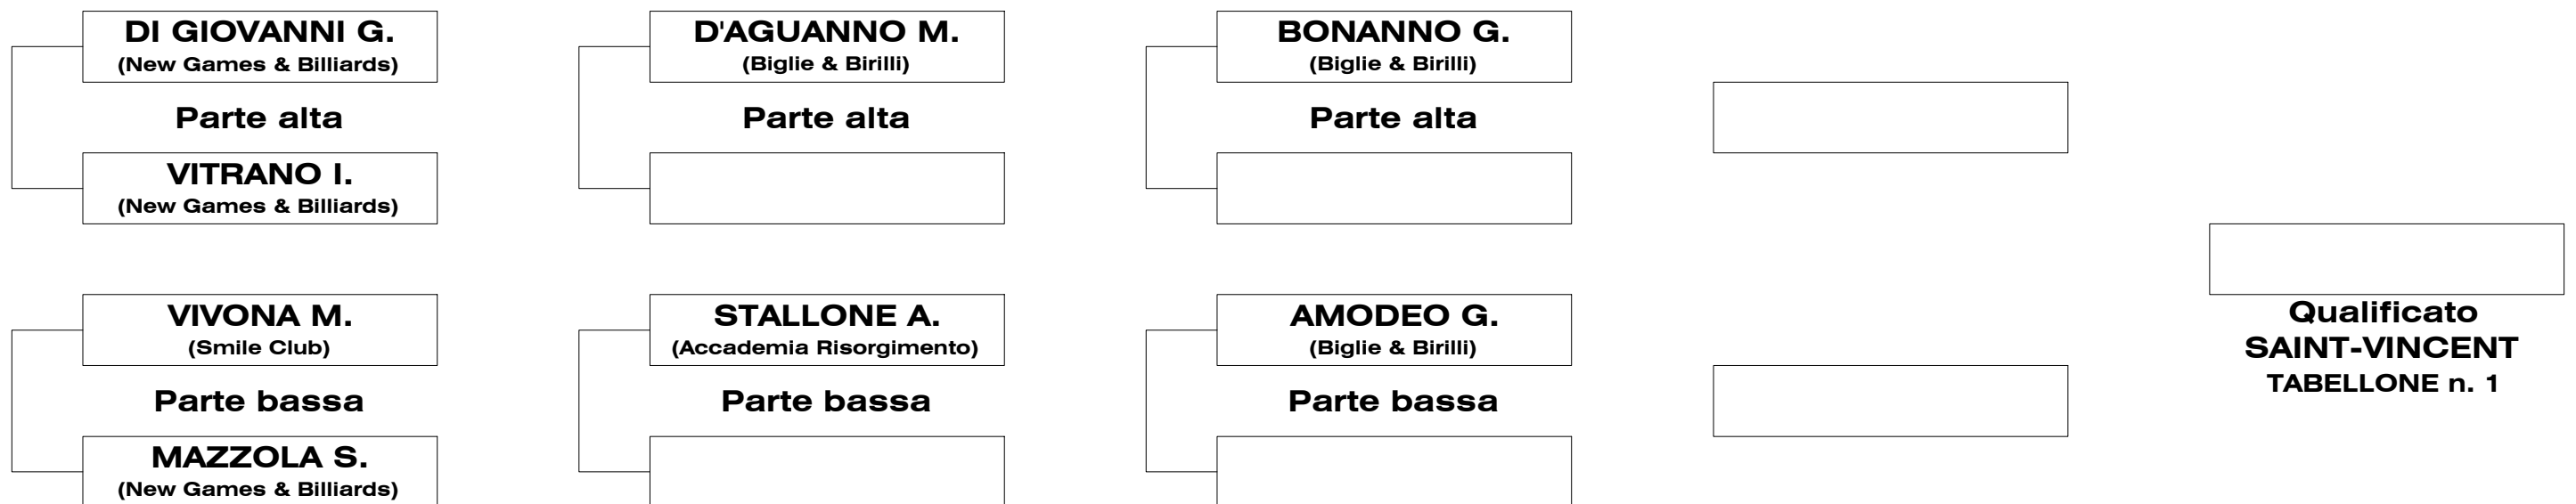 DI GIOVANNI G.
(New Games & Billiards)
Parte alta
VITRANO I.
(New Games & Billiards)
VIVONA M.
(Smile Club)
Parte bassa
MAZZOLA S.
(New Games & Billiards)
D'AGUANNO M.
(Biglie & Birilli)
Parte alta
STALLONE A.
(Accademia Risorgimento)
Parte bassa
BONANNO G.
(Biglie & Birilli)
Parte alta
AMODEO G.
(Biglie & Birilli)
Parte bassa
Qualificato
SAINT-VINCENT
TABELLONE n. 1